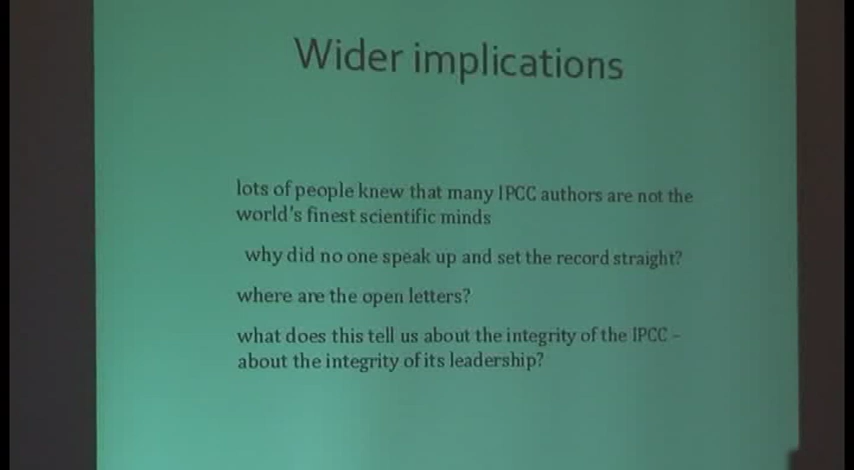 Wider implications
lots of people knew that many IPCC authors are not the
world's finest scientific minds
why did no one speak up and set the record straight?
where are the open letters?
what does this tell us about the integrity of the IPCC –
about the integrity of its leadership?